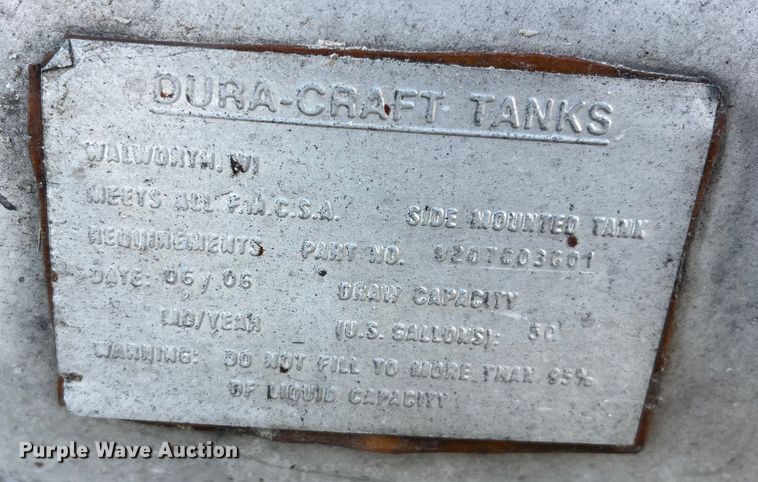 DURA-CRAFT TANKS
WALWORTH, WI
MEETS ALL F.M.C.S.A. SIDE MOUNTED TANK
REQUIREMENTS PART NO.
DATE: 06/06 DRAW CAPACITY
MO/YEAR (U.S. GALLONS): 50
WARNING: DO NOT FILL TO MORE THAN 95%
OF LIQUID CAPACITY
Purple Wave Auction